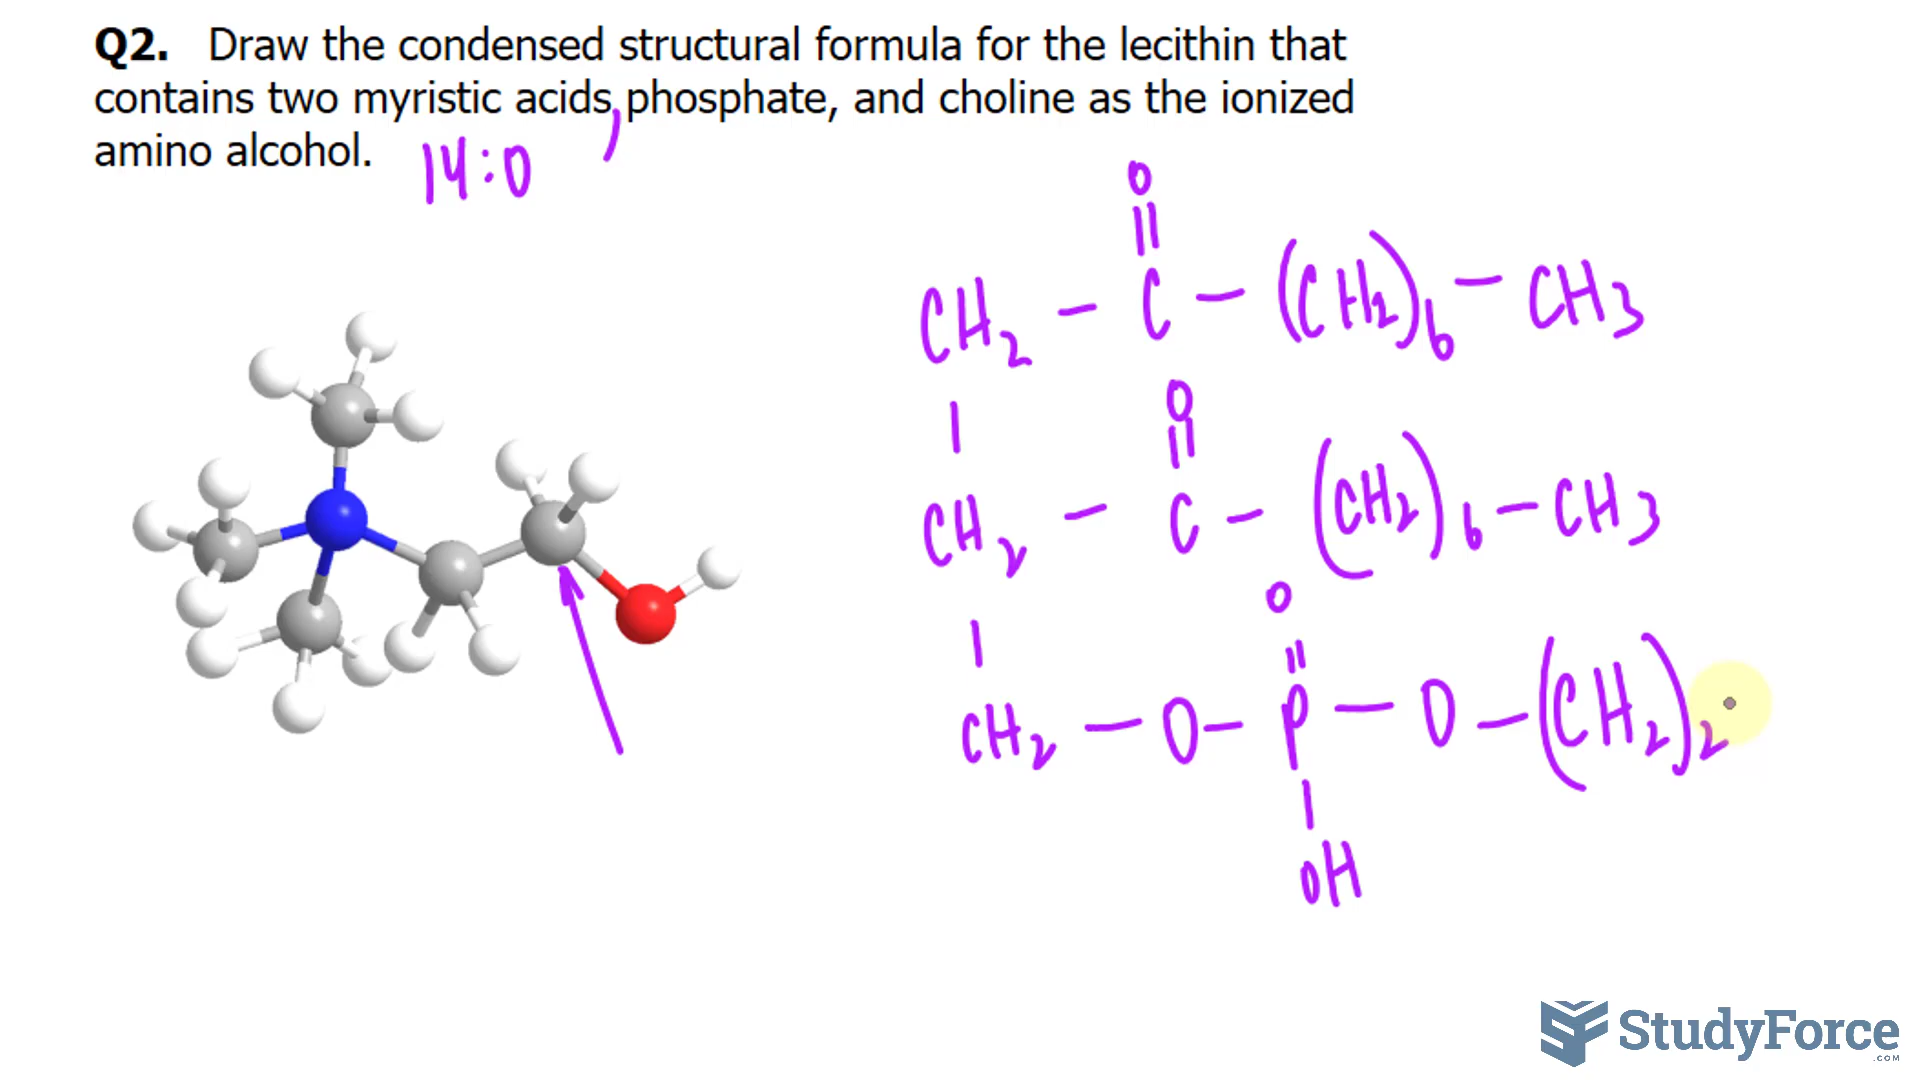 Q2. Draw the condensed structural formula for the lecithin that
contains two myristic acids, phosphate, and choline as the ionized
amino alcohol.
14:0
O
||
CH2 - C - (CH2)6 - CH3
|
O
||
CH2 - C - (CH2)6 - CH3
|
O
||
CH2 - O - P - O - (CH2)2
|
OH
StudyForce
.COM